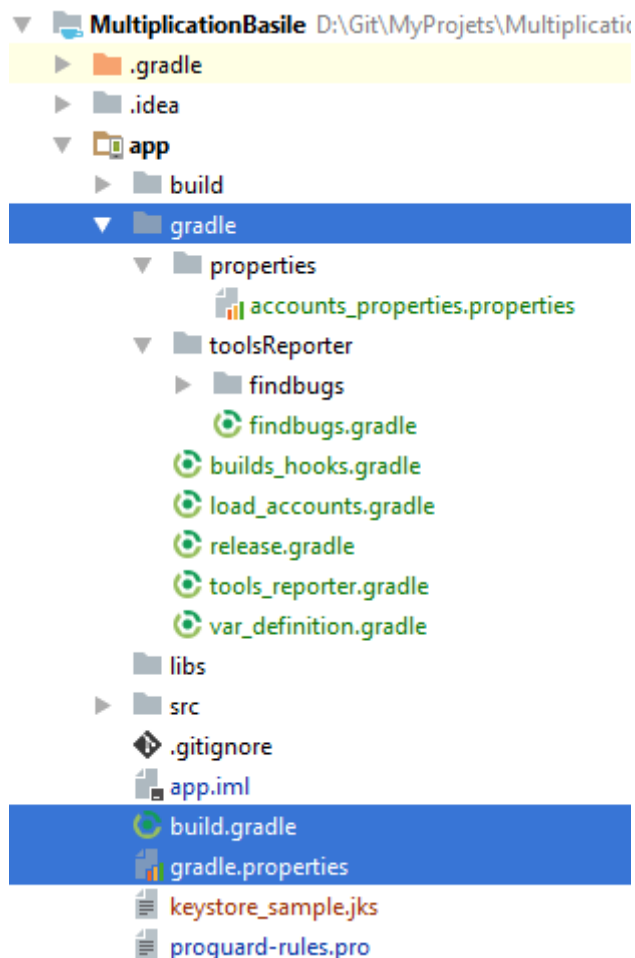 MultiplicationBasile D:\Git\MyProjets\Multiplicatio
.gradle
.idea
app
build
gradle
properties
accounts_properties.properties
toolsReporter
findbugs
findbugs.gradle
builds_hooks.gradle
load_accounts.gradle
release.gradle
tools_reporter.gradle
var_definition.gradle
libs
src
.gitignore
app.iml
build.gradle
gradle.properties
keystore_sample.jks
proguard-rules.pro